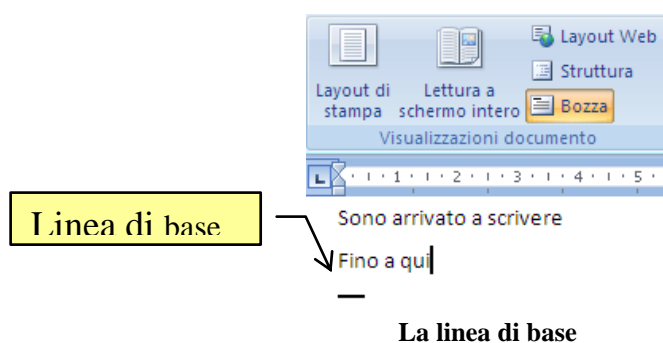 Layout Web
Struttura
Layout di stampa
Lettura a schermo intero
Bozza
Visualizzazioni documento
L 1 2 3 4 5
Linea di base
Sono arrivato a scrivere
Fino a qui
La linea di base